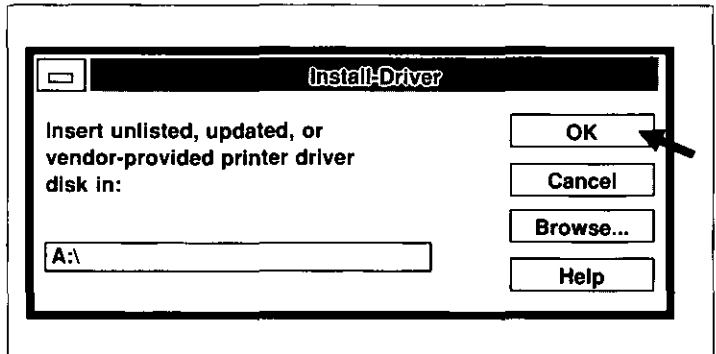 Install-Driver
Insert unlisted, updated, or
vendor-provided printer driver
disk in:
A:\
OK
Cancel
Browse...
Help